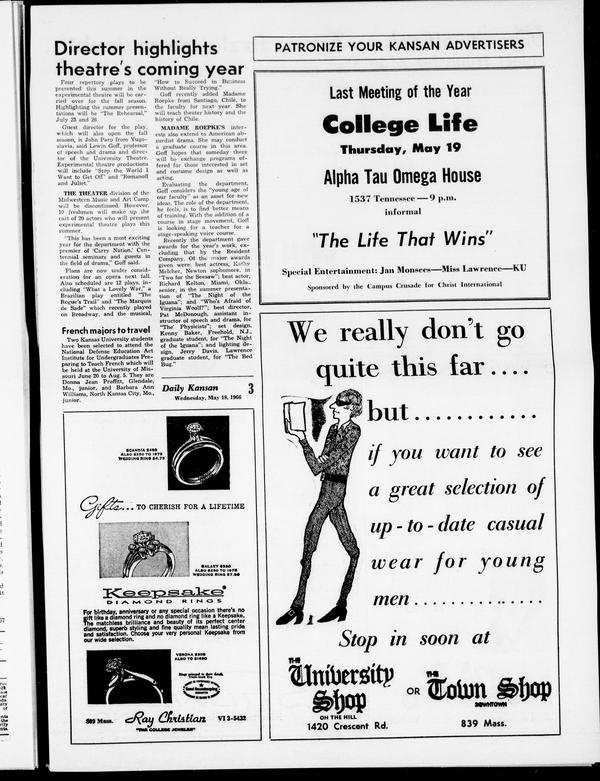 Director highlights
theatre's coming year
Four repertory plays to be
presented this summer in the
experimental theatre will be car-
ried over for the fall season.
Highlighting the summer presen-
tations will be "The Rehearsal,"
July 25 and 26.
Guest director for the play,
which will also open the fall
season, is John Paro from Yugo-
slavia, said Lewin Goff, professor
of speech and drama and direc-
tor of the University Theatre.
Experimental theatre productions
will include "Stop the World I
Want to Get Off" and "Romanoff
and Juliet."
THE THEATER division of the
Midwestern Music and Art Camp
will be discontinued. However,
10 freshmen will make up the
cast of 20 actors who will present
experimental theatre plays this
summer.
"This has been a most exciting
year for the department with the
premier of 'Carry Nation,' Cen-
tennial seminars and guests in
the field of drama," Goff said.
Plans are now under consid-
eration for an opera next fall.
Also scheduled are 12 plays, in-
cluding "What a Lovely War," a
Brazilian play entitled "The
Rogue's Trail" and "The Marquis
de Sade" which recently played
on Broadway, and the musical,
"How to Succeed in Business
Without Really Trying."
Goff recently added Madame
Roepke from Santiago, Chile, to
the faculty for next year. She
will teach theater history and the
history of Chile.
MADAME ROEPKE'S inter-
ests also extend to American ab-
surdist drama. She may conduct
a graduate course in this area.
Goff hopes that someday there
will be exchange programs of-
fered for those interested in set
and costume design as well as
acting.
Evaluating the department,
Goff considers the "young age of
our faculty" as an asset for new
ideas. The role of the department,
he feels, is to find better means
of training. With the addition of a
course in stage movement, Goff
is looking for a teacher for a
stage-speaking voice course.
Recently the department gave
awards for the year's work, ex-
cluding that by the Resident
Company. Of the major awards
given were: best actress, Kathy
Melcher, Newton sophomore, in
"Two for the Seesaw"; best actor,
Richard Kelton, Miami, Okla.,
senior, in the summer presenta-
tion of "The Night of the
Iguana"; and "Who's Afraid of
Virginia Woolf?"; best director,
Pat McDonough, assistant in-
structor of speech and drama, for
"The Physicists"; set design,
Kenny Baker, Freehold, N.J.,
graduate student, for "The Night
of the Iguana"; and lighting de-
sign, Jerry Davis, Lawrence
graduate student, for "The Bed
Bug."
French majors to travel
Two Kansas University students
have been selected to attend the
National Defense Education Act
Institute for Undergraduates Pre-
paring to Teach French which will
be held at the University of Mis-
souri June 20 to Aug. 5. They are
Donna Jean Proffitt, Glendale,
Mo., junior, and Barbara Ann
Williams, North Kansas City, Mo.,
junior.
Daily Kansan 3
Wednesday, May 18, 1966
PATRONIZE YOUR KANSAN ADVERTISERS
Last Meeting of the Year
College Life
Thursday, May 19
Alpha Tau Omega House
1537 Tennessee — 9 p.m.
informal
"The Life That Wins"
Special Entertainment: Jan Monsees—Miss Lawrence—KU
Sponsored by the Campus Crusade for Christ International
SCANDIA $450
ALSO $250 TO 1975
WEDDING RING $4.75
Gifts... TO CHERISH FOR A LIFETIME
GALAXY $350
ALSO $250 TO 1975
WEDDING RING 87.50
Keepsake
DIAMOND RINGS
For birthday, anniversary or any special occasion there's no
gift like a diamond ring and no diamond ring like a Keepsake.
The matchless brilliance and beauty of its perfect center
diamond, superb styling and fine quality mean lasting pride
and satisfaction. Choose your very personal Keepsake from
our wide selection.
VERONA $300
ALSO TO $1650
Good Housekeeping
809 Mass. Ray Christian VI 3-5432
"THE COLLEGE JEWELER"
We really don't go
quite this far....
but............
if you want to see
a great selection of
up - to - date casual
wear for young
men...............
Stop in soon at
THE University Shop
ON THE HILL
1420 Crescent Rd.
OR
THE Town Shop
DOWNTOWN
839 Mass.